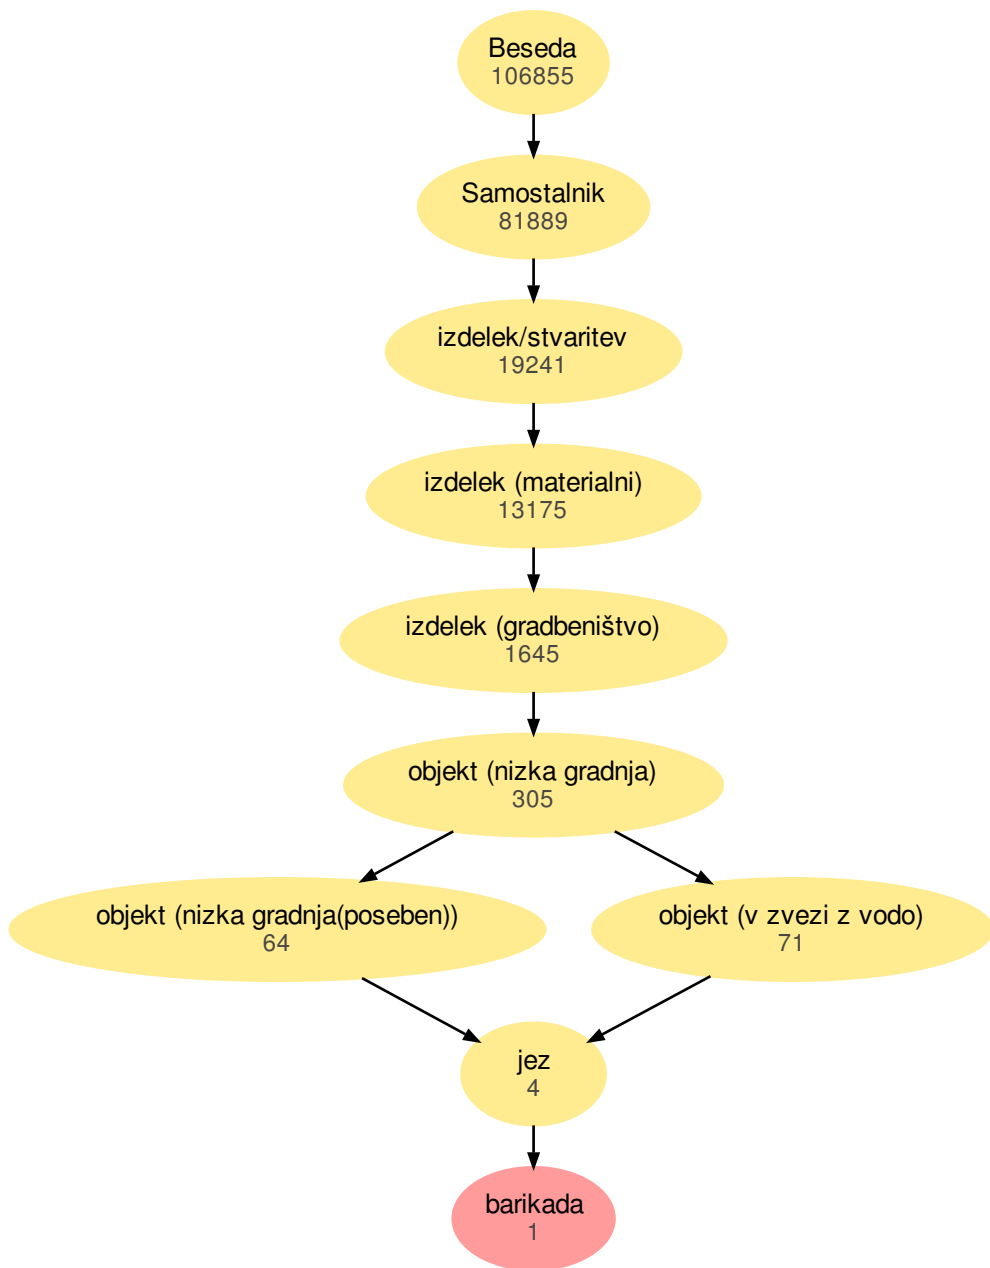 Beseda
106855
Samostalnik
81889
izdelek/stvaritev
19241
izdelek (materialni)
13175
izdelek (gradbeništvo)
1645
objekt (nizka gradnja)
305
objekt (nizka gradnja(poseben))
64
objekt (v zvezi z vodo)
71
jez
4
barikada
1